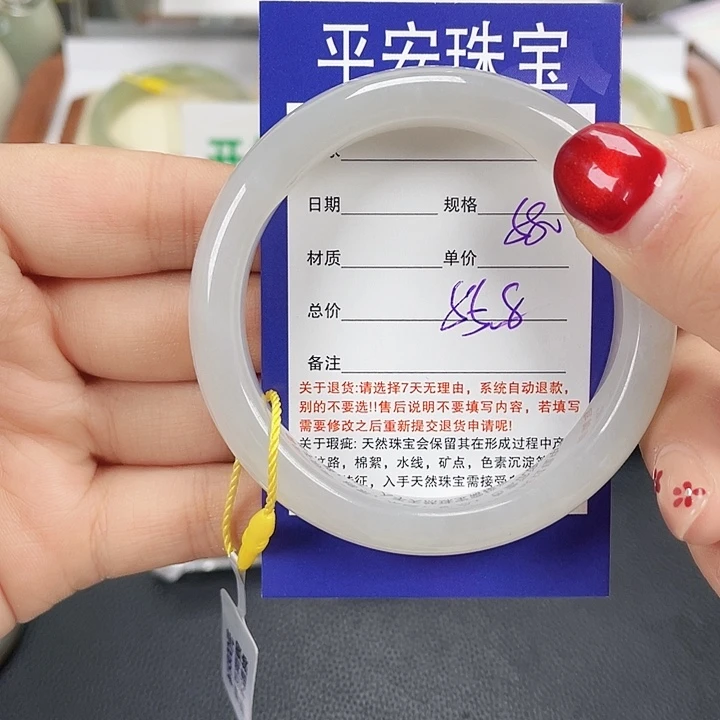 平安珠宝
日期 规格
材质 单价
总价 55.8
备注
关于退货:请选择7天无理由，系统自动退款，
别的不要选!!售后说明不要填写内容，若填写
需要修改之后重新提交退货申请呢!
关于瑕疵: 天然珠宝会保留其在形成过程中产
纹路，棉絮，水线，矿点，色素沉淀
特征，入手天然珠宝需接受